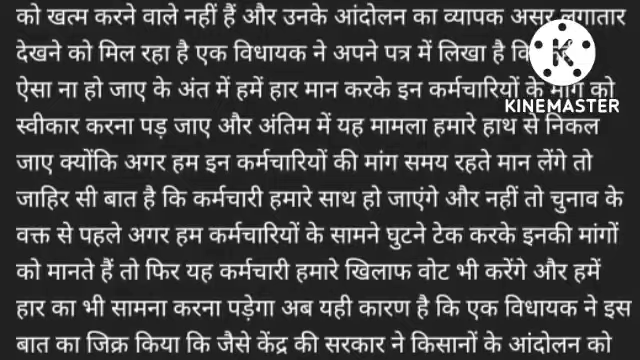 को खत्म करने वाले नहीं हैं और उनके आंदोलन का व्यापक असर लगातार
देखने को मिल रहा है एक विधायक ने अपने पत्र में लिखा है
ऐसा ना हो जाए के अंत में हमें हार मान करके इन कर्मचारियों के मांग को
KINEMASTER
स्वीकार करना पड़ जाए और अंतिम में यह मामला हमारे हाथ से निकल
जाए क्योंकि अगर हम इन कर्मचारियों की मांग समय रहते मान लेंगे तो
जाहिर सी बात है कि कर्मचारी हमारे साथ हो जाएंगे और नहीं तो चुनाव के
वक्त से पहले अगर हम कर्मचारियों के सामने घुटने टेक करके इनकी मांगों
को मानते हैं तो फिर यह कर्मचारी हमारे खिलाफ वोट भी करेंगे और हमें
हार का भी सामना करना पड़ेगा अब यही कारण है कि एक विधायक ने इस
बात का जिक्र किया कि जैसे केंद्र की सरकार ने किसानों के आंदोलन को